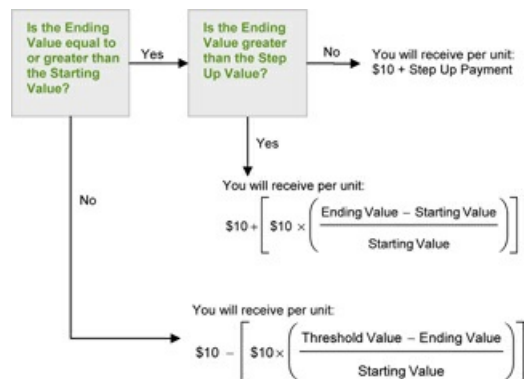 Is the Ending
Value equal to
or greater than
the Starting
Value?
Yes
Is the Ending
Value greater
than the Step
Up Value?
No
You will receive per unit:
$10 + Step Up Payment
Yes
You will receive per unit:
$10+[$10 ×(Ending Value − Starting Value
Starting Value)]
No
You will receive per unit:
$10 −[$10×(Threshold Value − Ending Value
Starting Value)]